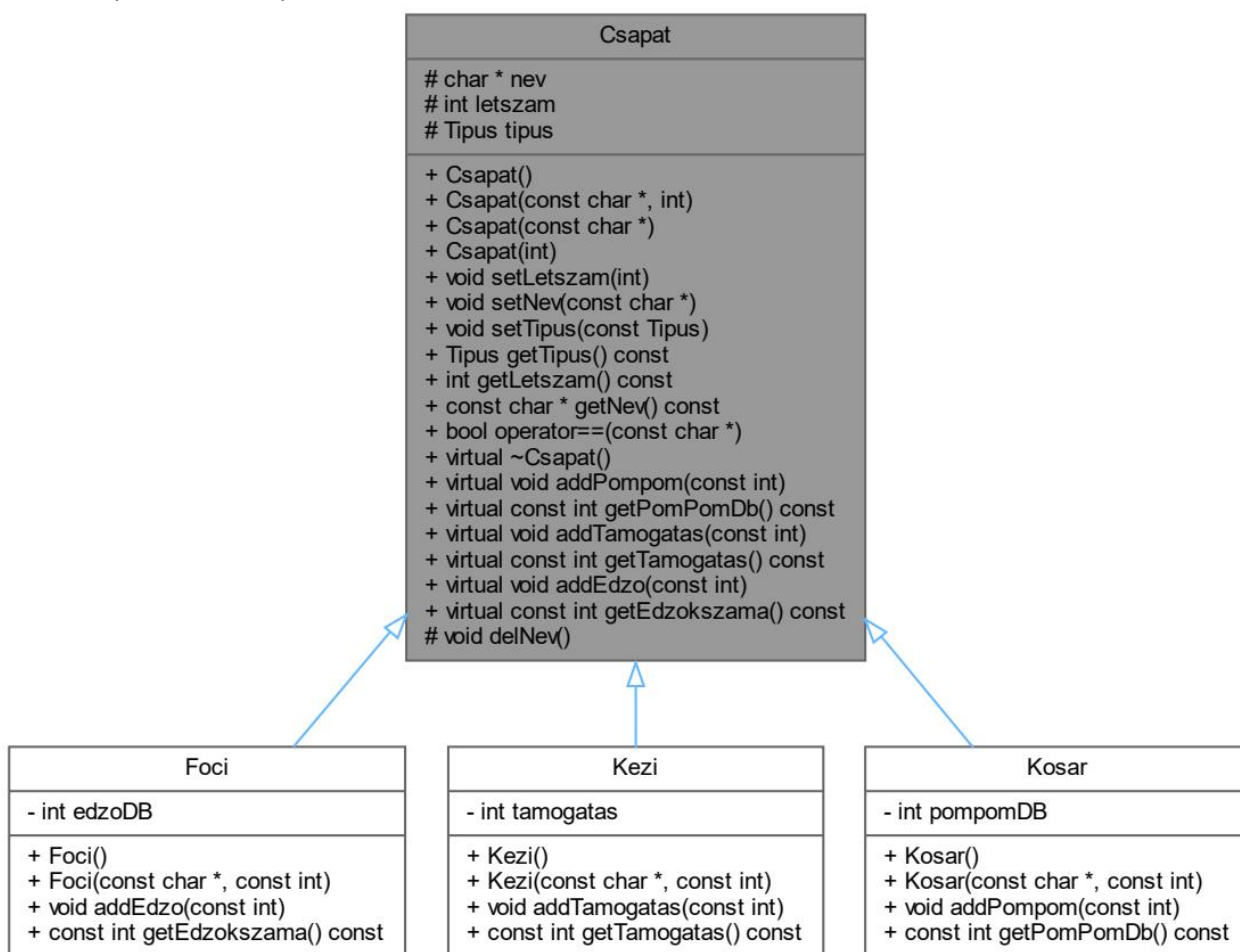 Csapat
# char * nev
# int letszam
# Tipus tipus
+ Csapat()
+ Csapat(const char *, int)
+ Csapat(const char *)
+ Csapat(int)
+ void setLetszam(int)
+ void setNev(const char *)
+ void setTipus(const Tipus)
+ Tipus getTipus() const
+ int getLetszam() const
+ const char * getNev() const
+ bool operator==(const char *)
+ virtual ~Csapat()
+ virtual void addPompom(const int)
+ virtual const int getPomPomDb() const
+ virtual void addTamogatas(const int)
+ virtual const int getTamogatas() const
+ virtual void addEdzo(const int)
+ virtual const int getEdzokszama() const
# void delNev()
Foci
- int edzoDB
+ Foci()
+ Foci(const char *, const int)
+ void addEdzo(const int)
+ const int getEdzokszama() const
Kezi
- int tamogatas
+ Kezi()
+ Kezi(const char *, const int)
+ void addTamogatas(const int)
+ const int getTamogatas() const
Kosar
- int pompomDB
+ Kosar()
+ Kosar(const char *, const int)
+ void addPompom(const int)
+ const int getPomPomDb() const